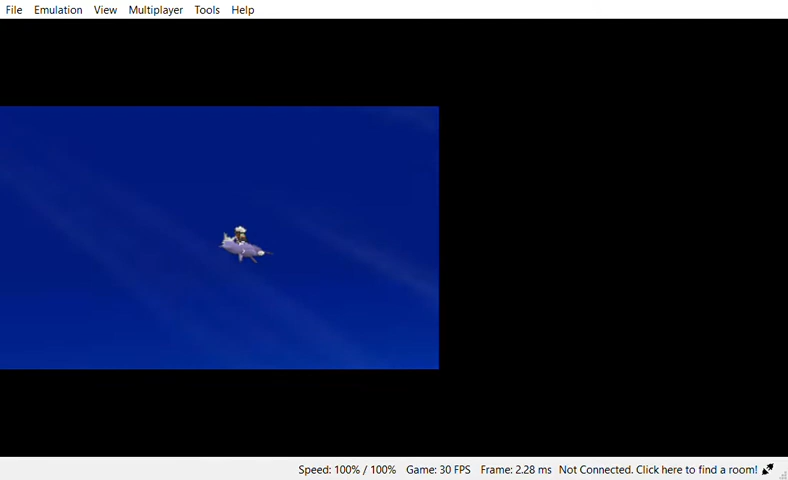 File Emulation View Multiplayer Tools Help
Speed: 100% / 100% Game: 30 FPS Frame: 2.28 ms Not Connected. Click here to find a room!